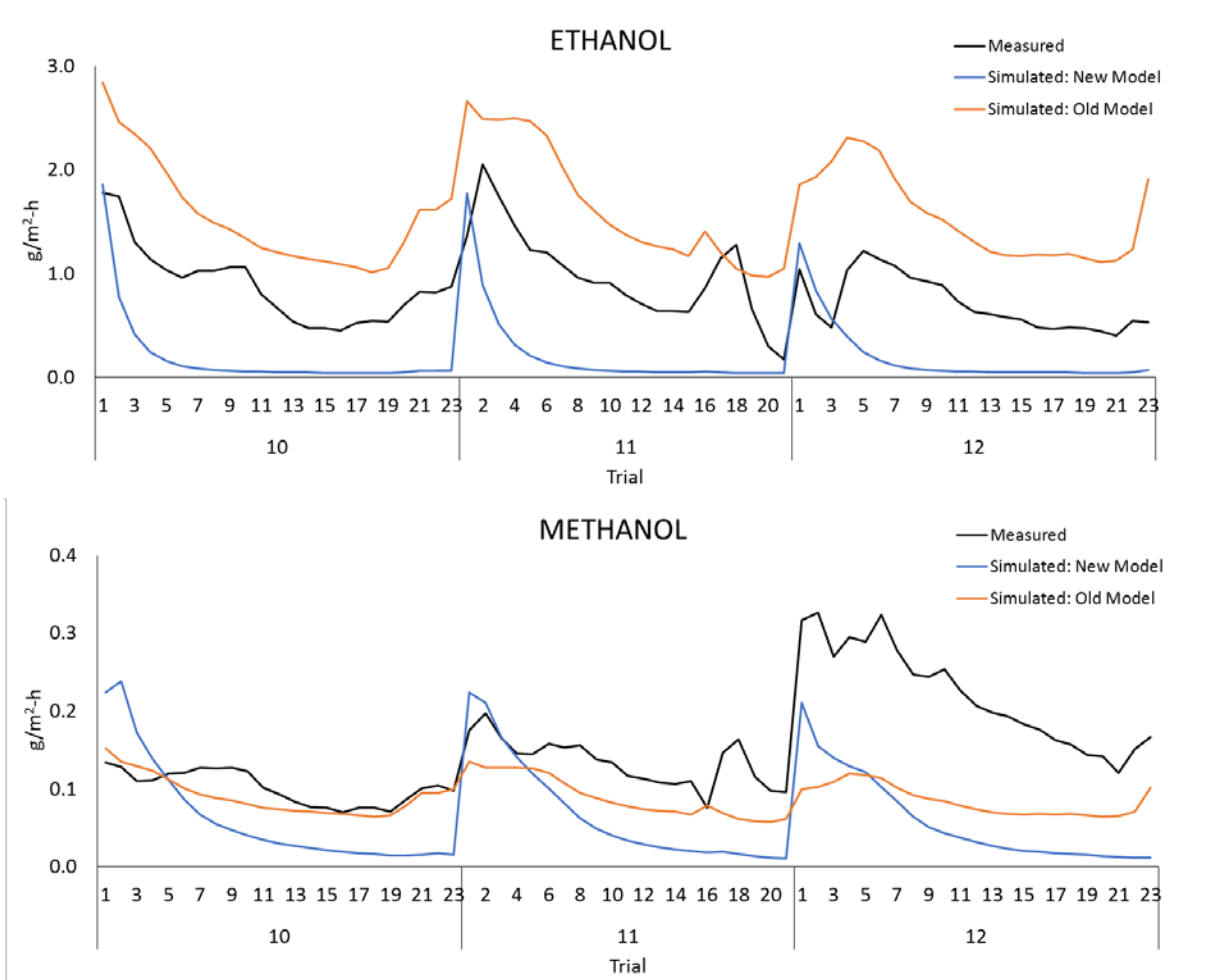 ETHANOL
Measured
Simulated: New Model
Simulated: Old Model
3.0
2.0
1.0
0.0
g/m²-h
1 3 5 7 9 11 13 15 17 19 21 23 2 4 6 8 10 12 14 16 18 20 1 3 5 7 9 11 13 15 17 19 21 23
10 11 12
Trial
METHANOL
Measured
Simulated: New Model
Simulated: Old Model
0.4
0.3
0.2
0.1
0.0
g/m²-h
1 3 5 7 9 11 13 15 17 19 21 23 2 4 6 8 10 12 14 16 18 20 1 3 5 7 9 11 13 15 17 19 21 23
10 11 12
Trial